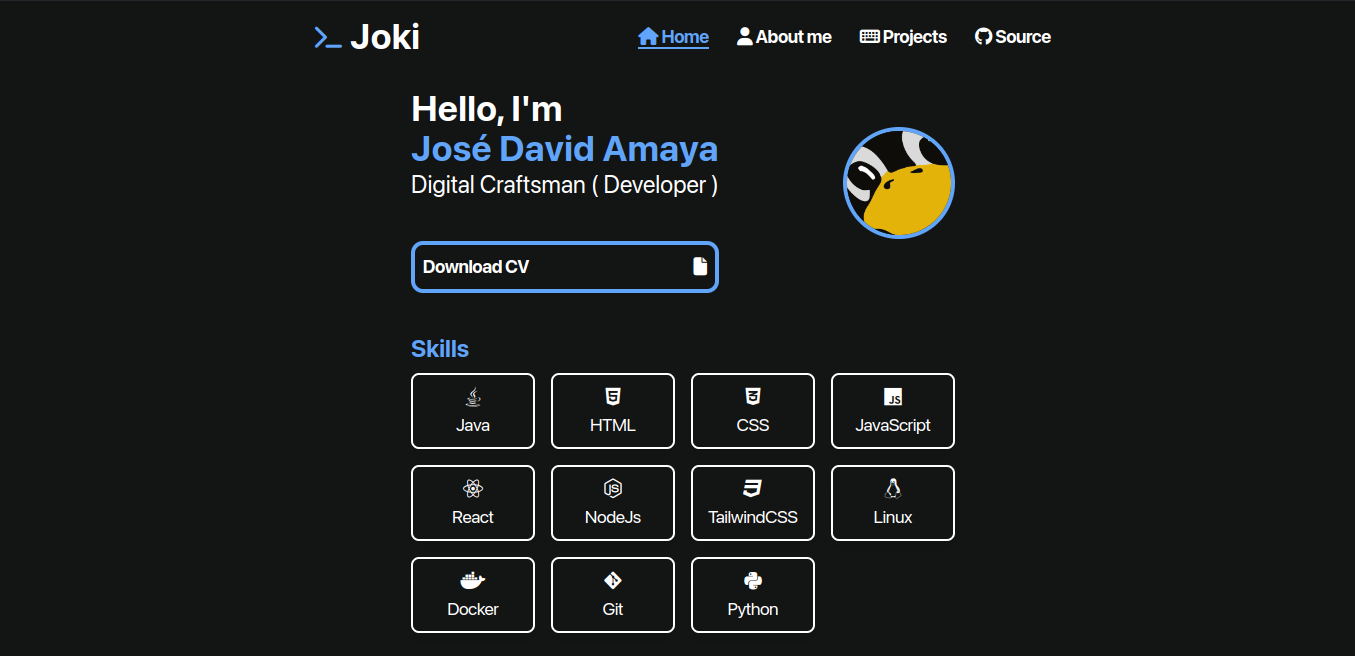 Joki
Home About me Projects Source
Hello, I'm
José David Amaya
Digital Craftsman ( Developer )
Download CV
Skills
Java HTML CSS JavaScript
React NodeJs TailwindCSS Linux
Docker Git Python